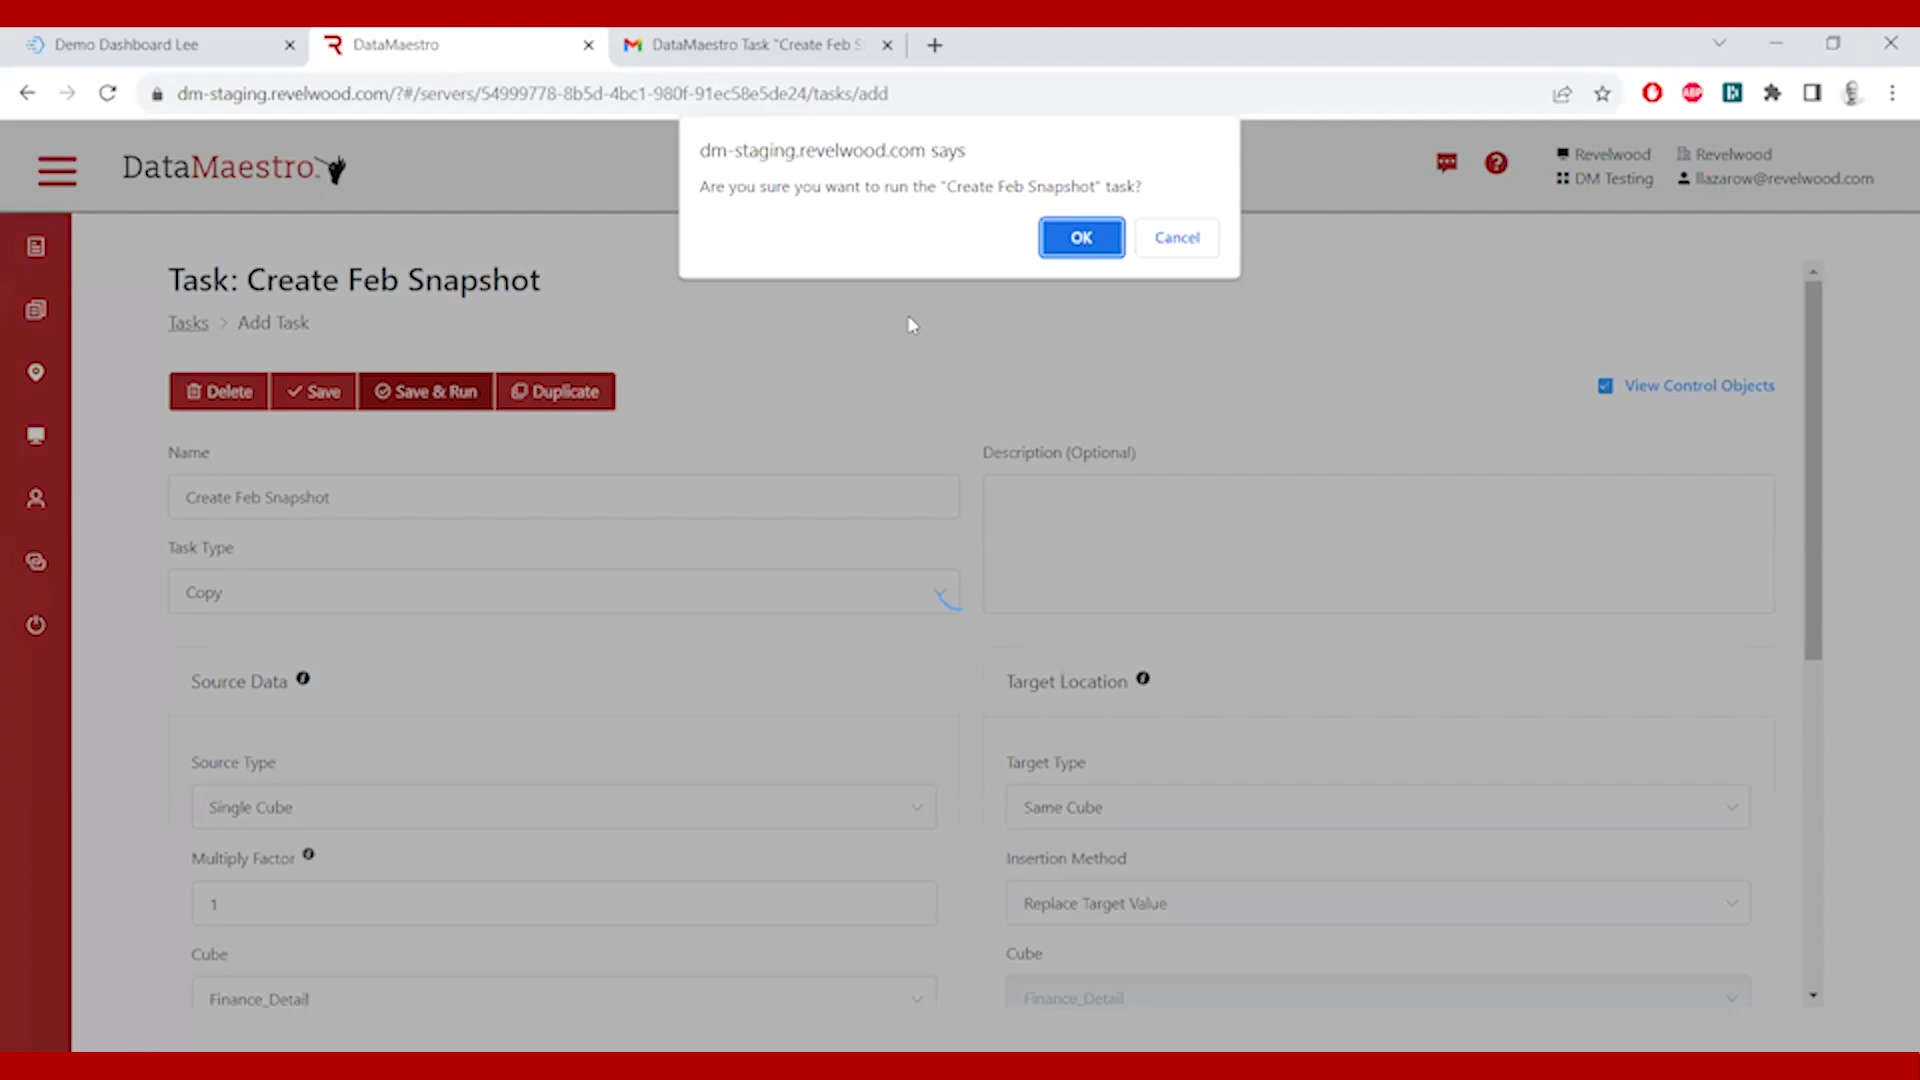 Demo Dashboard Lee
DataMaestro
DataMaestro Task "Create Feb S
dm-staging.revelwood.com/?#/servers/54999778-8b5d-4bc1-980f-91ec58e5de24/tasks/add
dm-staging.revelwood.com says
Are you sure you want to run the "Create Feb Snapshot" task?
OK
Cancel
DataMaestro
Revelwood
Revelwood
DM Testing
llazarow@revelwood.com
Task: Create Feb Snapshot
Tasks > Add Task
Delete
Save
Save & Run
Duplicate
View Control Objects
Name
Description (Optional)
Create Feb Snapshot
Task Type
Copy
Source Data
Target Location
Source Type
Target Type
Single Cube
Same Cube
Multiply Factor
Insertion Method
1
Replace Target Value
Cube
Cube
Finance_Detail
Finance_Detail